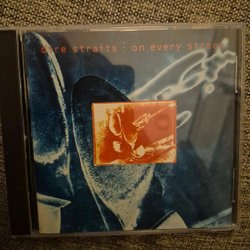 dire straits : on every street